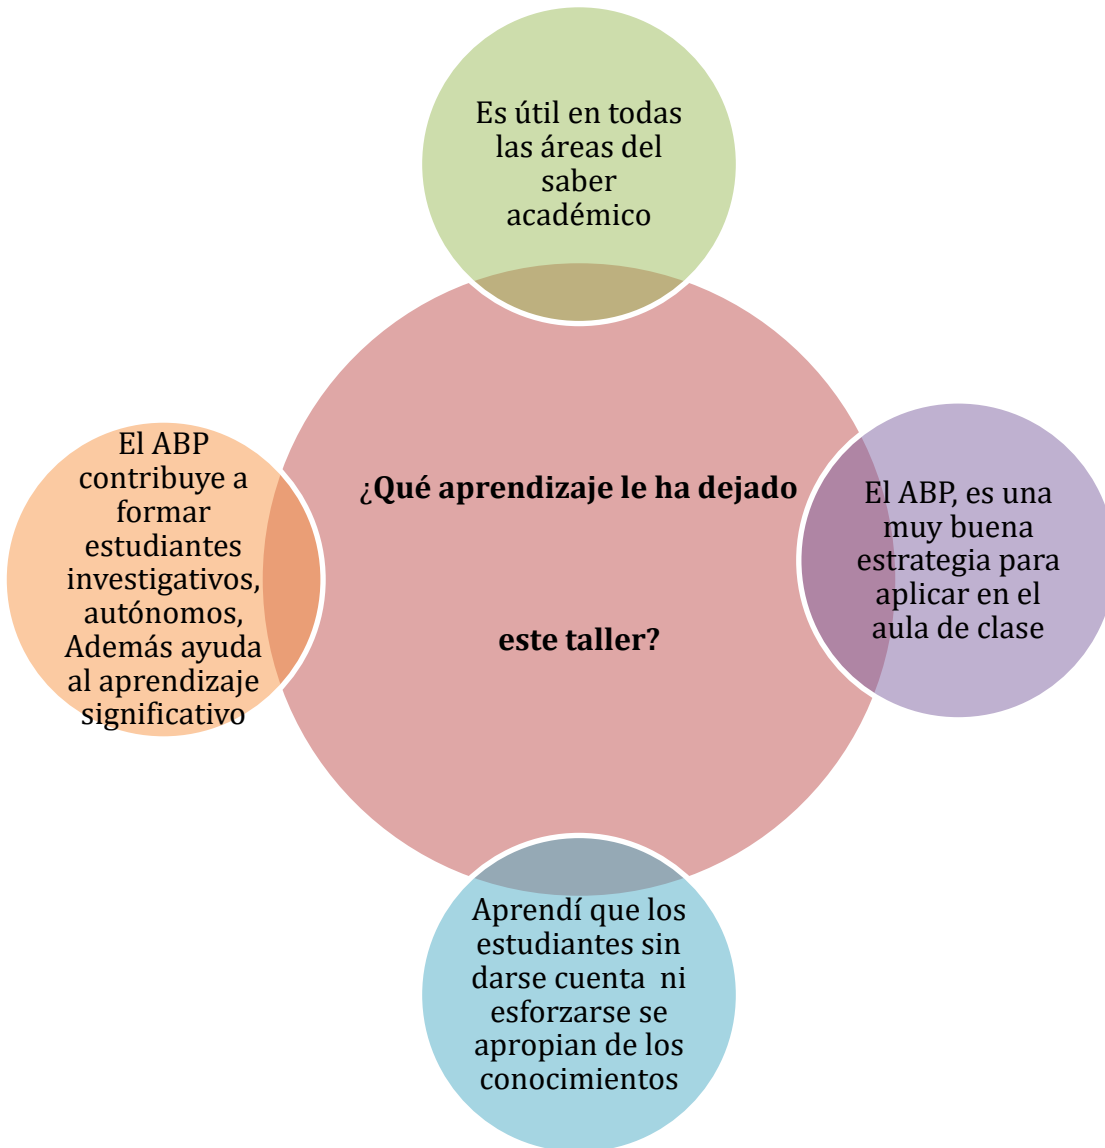 Es útil en todas
las áreas del
saber
académico
¿Qué aprendizaje le ha dejado
este taller?
El ABP, es una
muy buena
estrategia para
aplicar en el
aula de clase
Aprendí que los
estudiantes sin
darse cuenta  ni
esforzarse se
apropian de los
conocimientos
El ABP
contribuye a
formar
estudiantes
investigativos,
autónomos,
Además ayuda
al aprendizaje
significativo